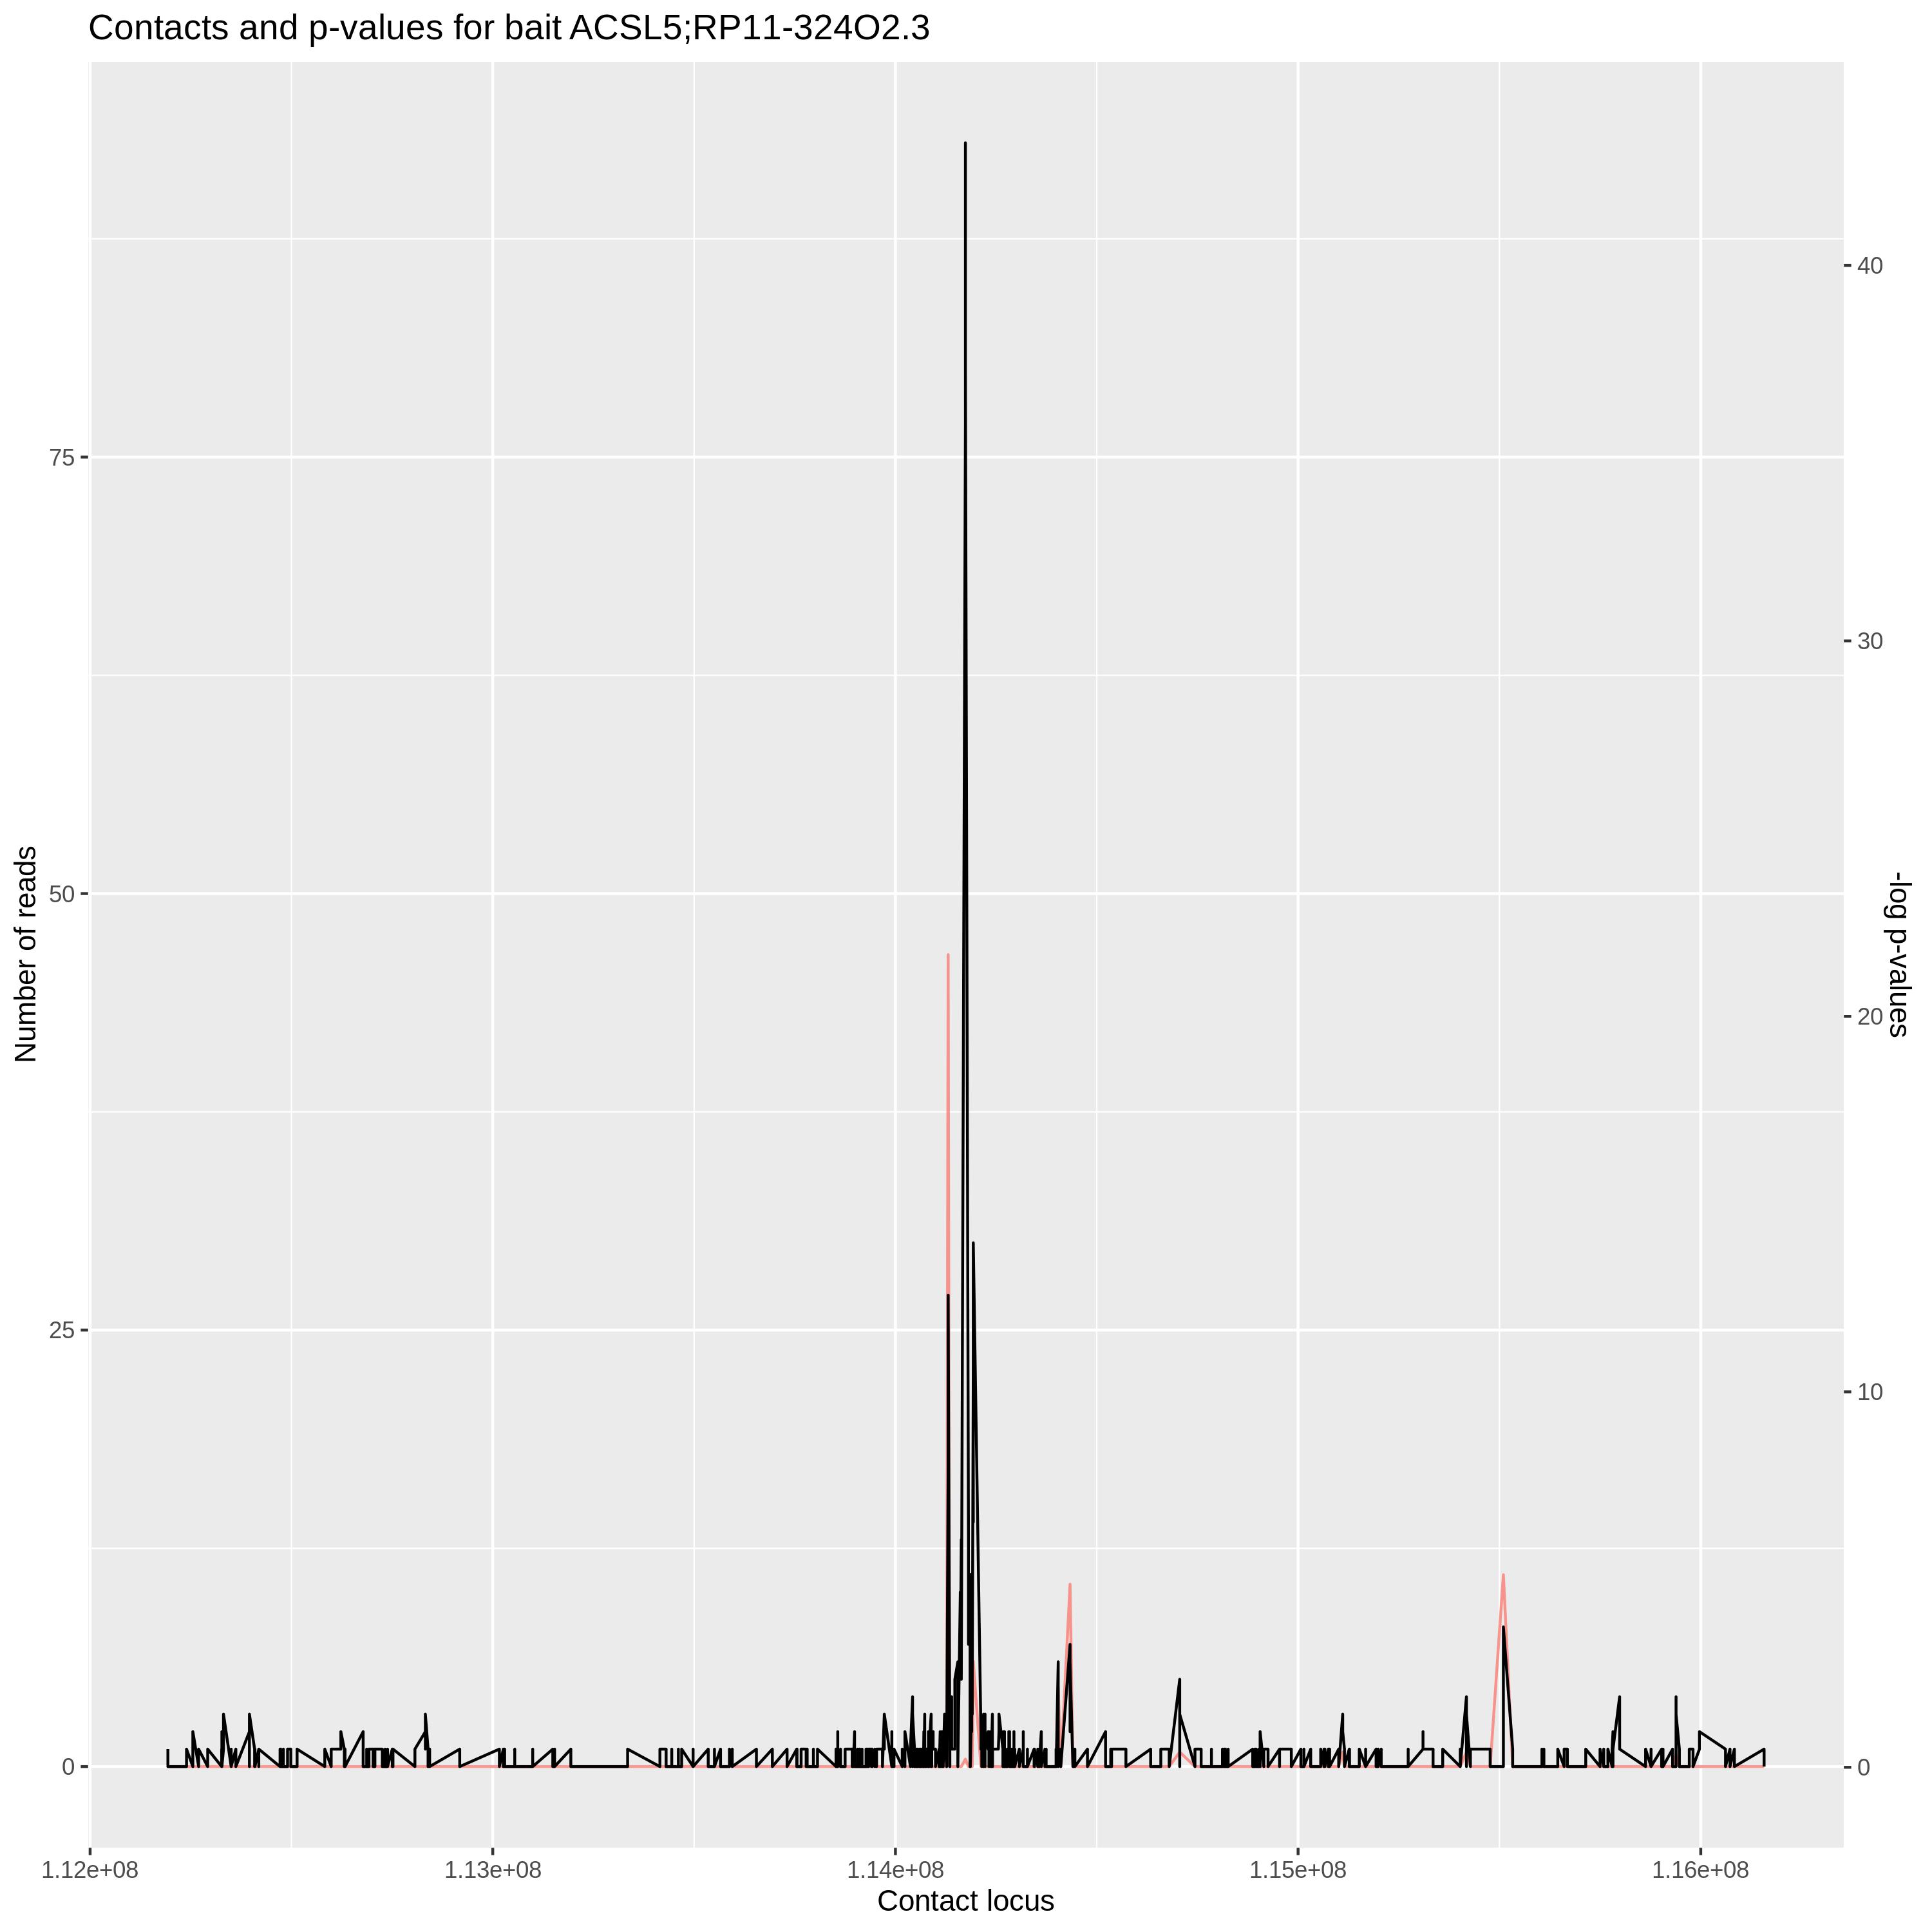 Contacts and p-values for bait ACSL5;RP11-324O2.3
Number of reads
75
50
25
0
40
30
20
10
0
-log p-values
1.12e+08
1.13e+08
1.14e+08
1.15e+08
1.16e+08
Contact locus